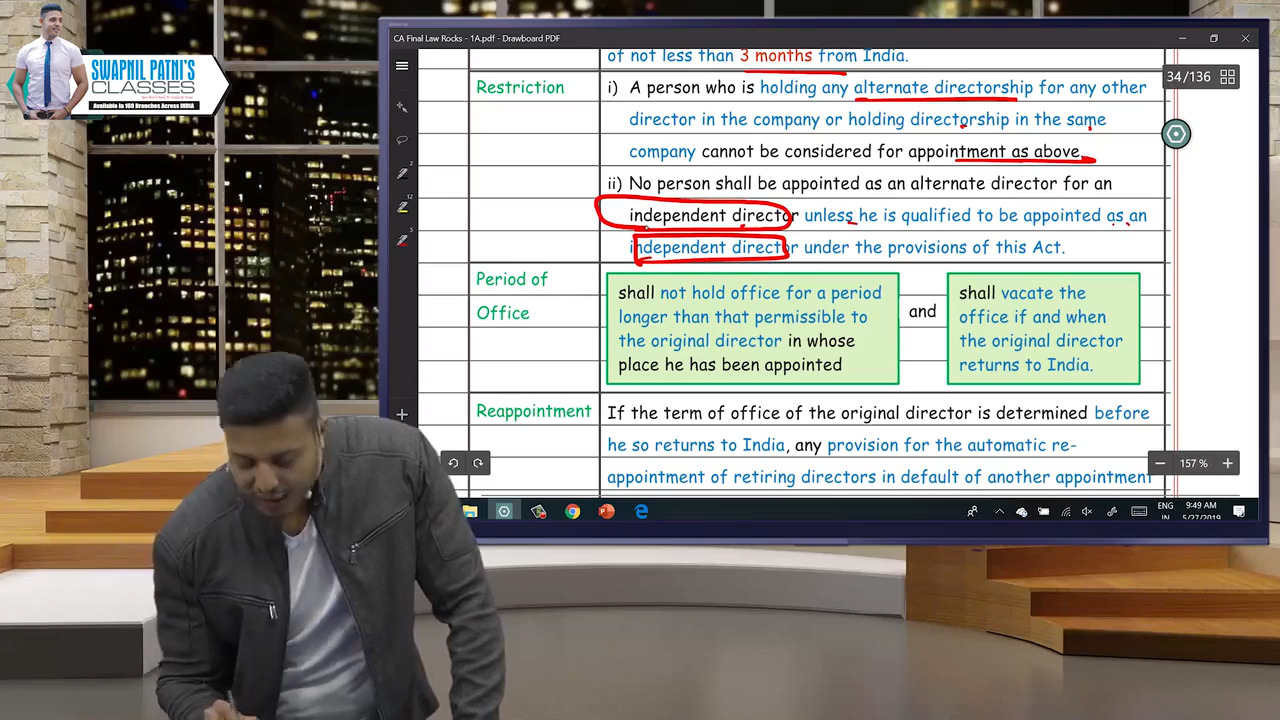 SWAPNIL PATNI'S
CLASSES
Available in 160 Branches Across INDIA
CA Final Law Rocks - 1A.pdf - Drawboard PDF
34/136
of not less than 3 months from India.
Restriction
i) A person who is holding any alternate directorship for any other
director in the company or holding directorship in the same
company cannot be considered for appointment as above.
ii) No person shall be appointed as an alternate director for an
independent director unless he is qualified to be appointed as an
independent director under the provisions of this Act.
Period of
Office
shall not hold office for a period
longer than that permissible to
the original director in whose
place he has been appointed
and
shall vacate the
office if and when
the original director
returns to India.
Reappointment
If the term of office of the original director is determined before
he so returns to India, any provision for the automatic re-
appointment of retiring directors in default of another appointment
157 %
ENG
IN
9:49 AM
5/27/2019